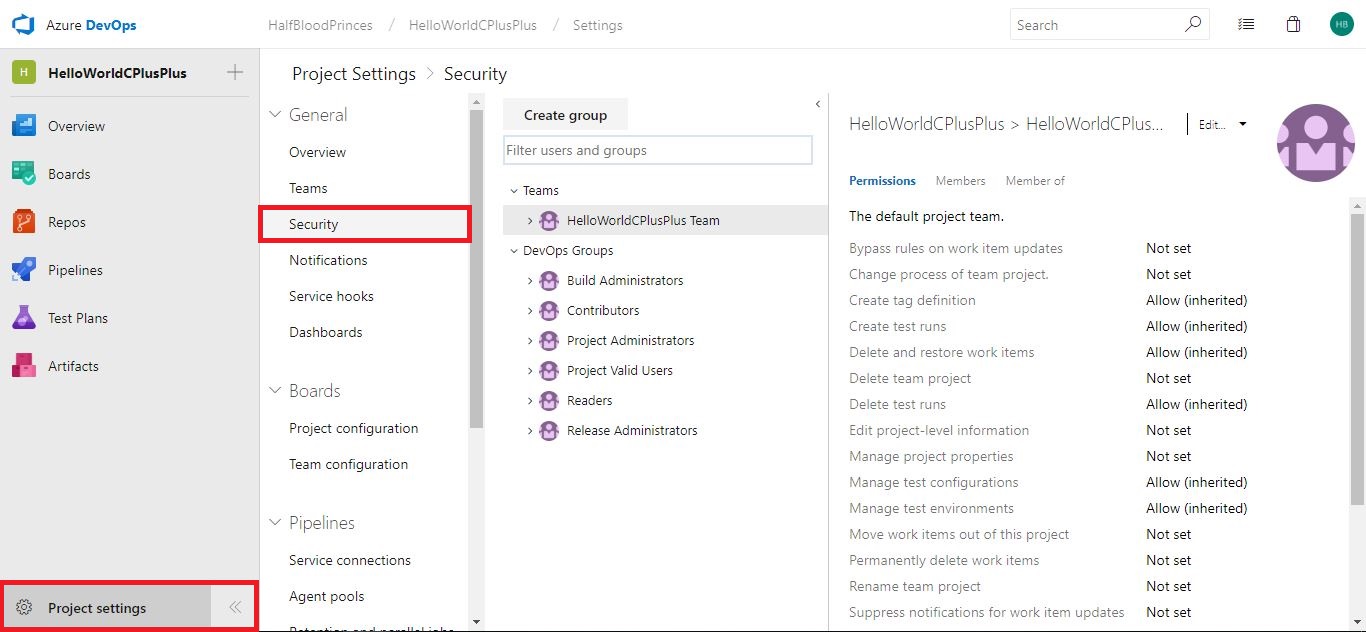 Azure DevOps
HalfBloodPrinces / HelloWorldCPlusPlus / Settings
Search
HB
H HelloWorldCPlusPlus
Overview
Boards
Repos
Pipelines
Test Plans
Artifacts
Project settings
Project Settings > Security
General
Overview
Teams
Security
Notifications
Service hooks
Dashboards
Boards
Project configuration
Team configuration
Pipelines
Service connections
Agent pools
Retention and parallel jobs
Create group
Filter users and groups
Teams
HelloWorldCPlusPlus Team
DevOps Groups
Build Administrators
Contributors
Project Administrators
Project Valid Users
Readers
Release Administrators
HelloWorldCPlusPlus > HelloWorldCPlus... Edit...
Permissions Members Member of
The default project team.
Bypass rules on work item updates Not set
Change process of team project. Not set
Create tag definition Allow (inherited)
Create test runs Allow (inherited)
Delete and restore work items Allow (inherited)
Delete team project Not set
Delete test runs Allow (inherited)
Edit project-level information Not set
Manage project properties Not set
Manage test configurations Allow (inherited)
Manage test environments Allow (inherited)
Move work items out of this project Not set
Permanently delete work items Not set
Rename team project Not set
Suppress notifications for work item updates Not set